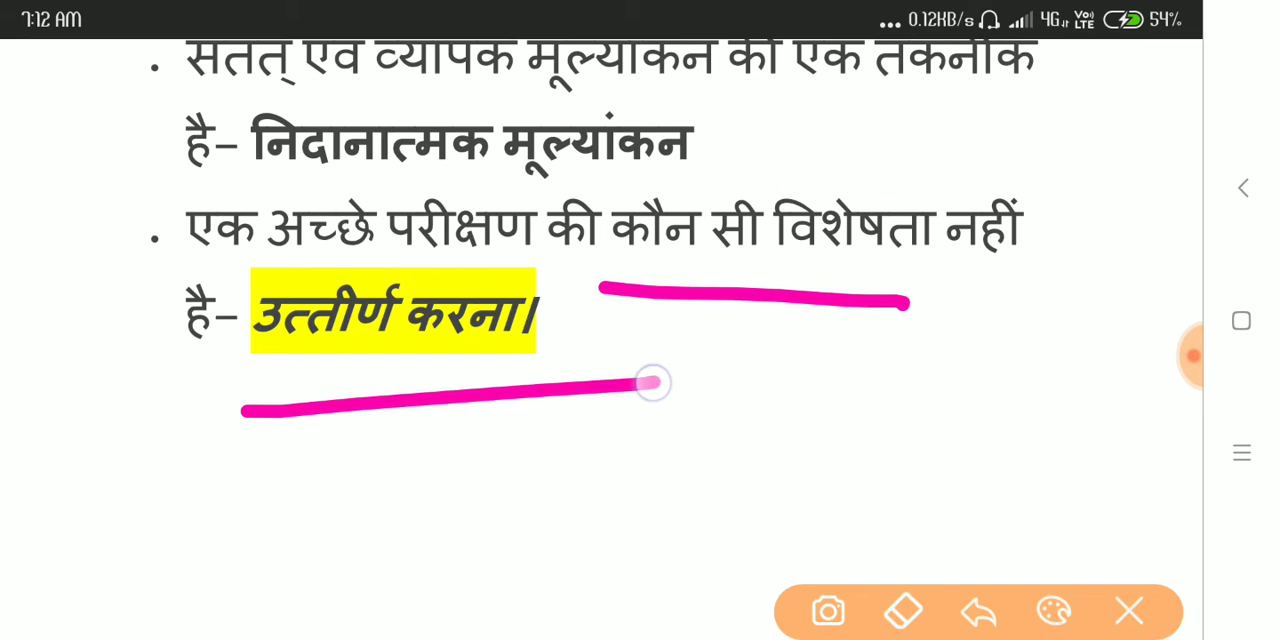 7:12 AM ... 0.12KB/s 4G Vo) LTE 54%
• सतत् एवं व्यापक मूल्यांकन की एक तकनीक
है– निदानात्मक मूल्यांकन
• एक अच्छे परीक्षण की कौन सी विशेषता नहीं
है– उत्तीर्ण करना।